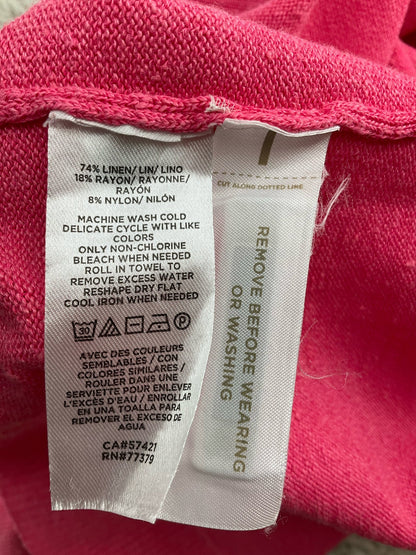 74% LINEN/ LIN/ LINO
18% RAYON/ RAYONNE/
RAYÓN
8% NYLON/ NILÓN
MACHINE WASH COLD
DELICATE CYCLE WITH LIKE
COLORS
ONLY NON-CHLORINE
BLEACH WHEN NEEDED
ROLL IN TOWEL TO
REMOVE EXCESS WATER
RESHAPE DRY FLAT
COOL IRON WHEN NEEDED
30
P
AVEC DES COULEURS
SEMBLABLES / CON
COLORES SIMILARES /
ROULER DANS UNE
SERVIETTE POUR ENLEVER
L'EXCÈS D'EAU / ENROLLAR
EN UNA TOALLA PARA
REMOVER EL EXCESO DE
AGUA
CA#57421
RN#77379
CUT ALONG DOTTED LINE
REMOVE BEFORE WEARING
OR WASHING